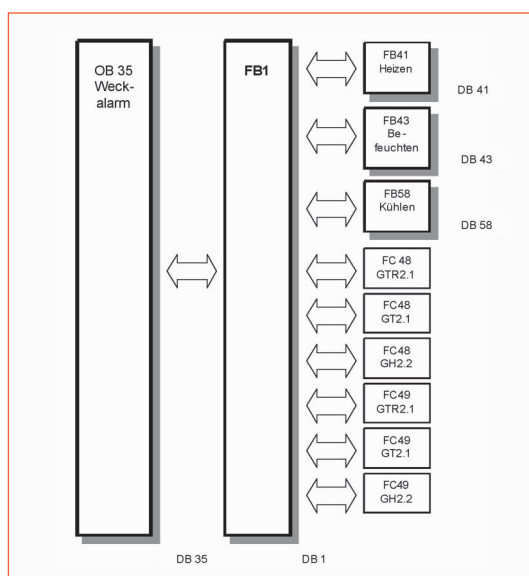 OB 35
Weck-
alarm
FB1
FB41
Heizen
DB 41
FB43
Be-
feuchten
DB 43
FB58
Kühlen
DB 58
FC 48
GTR2.1
FC48
GT2.1
FC48
GH2.2
FC49
GTR2.1
FC49
GT2.1
FC49
GH2.2
DB 35
DB 1